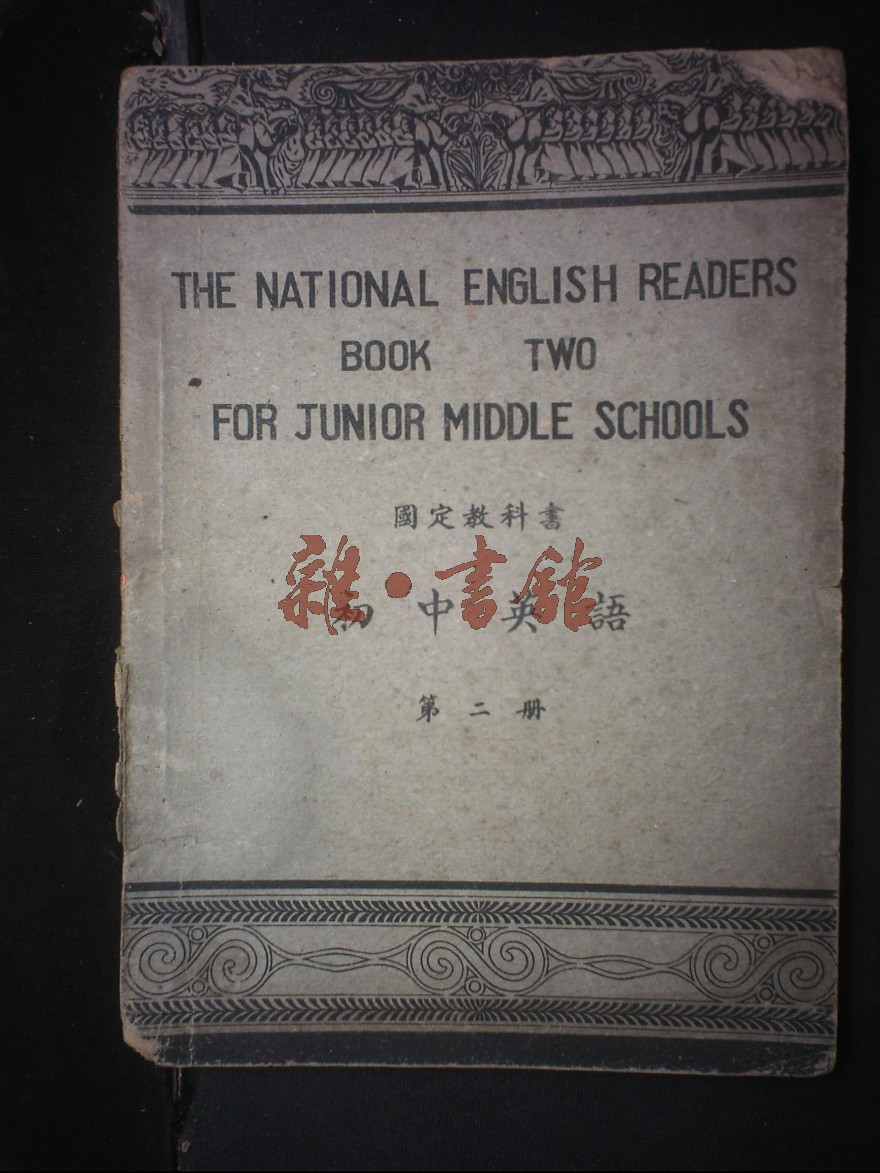 THE NATIONAL ENGLISH READERS
BOOK TWO
FOR JUNIOR MIDDLE SCHOOLS
國定教科書
雜·書館
初中英語
第二册